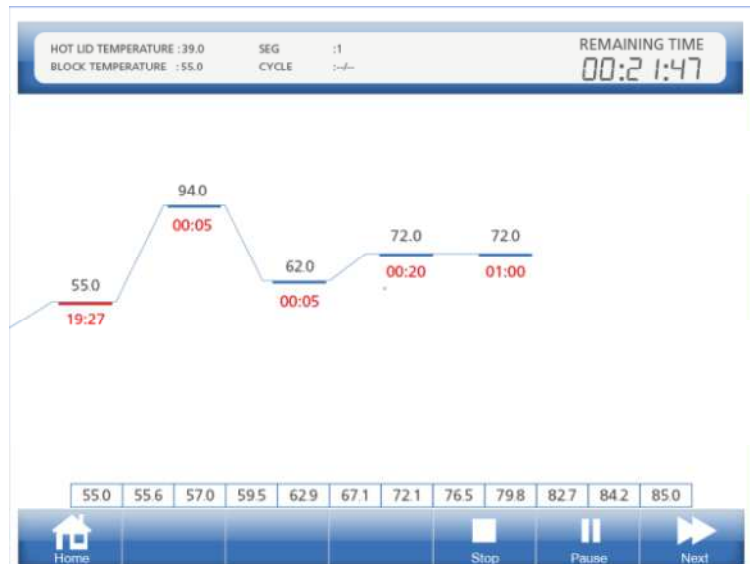 HOT LID TEMPERATURE :39.0 SEG :1 REMAINING TIME
BLOCK TEMPERATURE :55.0 CYCLE :--/-- 00:21:47
94.0
00:05
72.0 72.0
62.0
00:20 01:00
55.0
00:05
19:27
55.0 55.6 57.0 59.5 62.9 67.1 72.1 76.5 79.8 82.7 84.2 85.0
Home Stop Pause Next